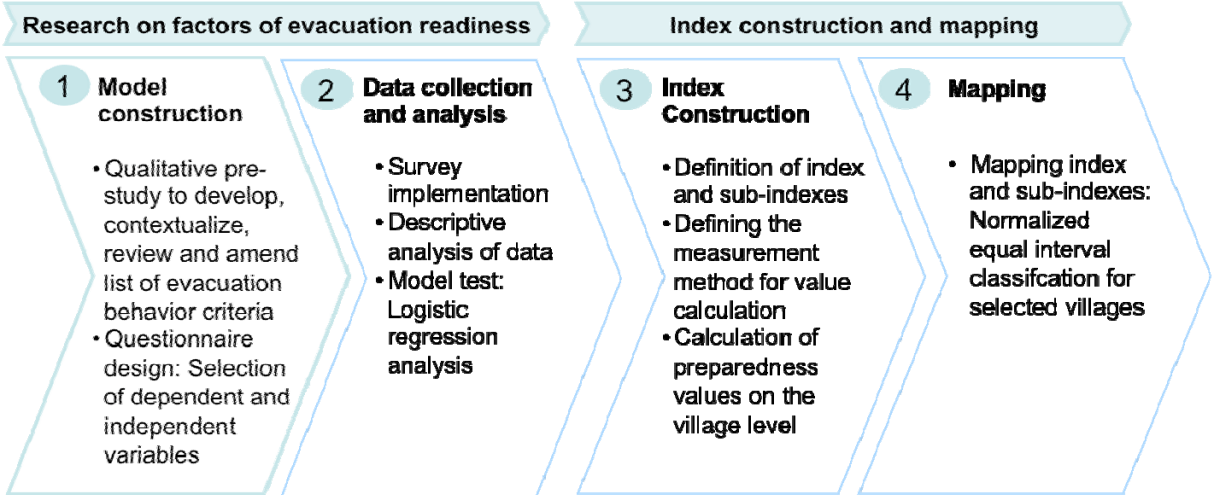 Research on factors of evacuation readiness
Index construction and mapping
1 Model
construction
• Qualitative pre-
study to develop,
contextualize,
review and amend
list of evacuation
behavior criteria
• Questionnaire
design: Selection
of dependent and
independent
variables
2 Data collection
and analysis
• Survey
implementation
• Descriptive
analysis of data
• Model test:
Logistic
regression
analysis
3 Index
Construction
• Definition of index
and sub-indexes
• Defining the
measurement
method for value
calculation
• Calculation of
preparedness
values on the
village level
4 Mapping
• Mapping index
and sub-indexes:
Normalized
equal interval
classifcation for
selected villages